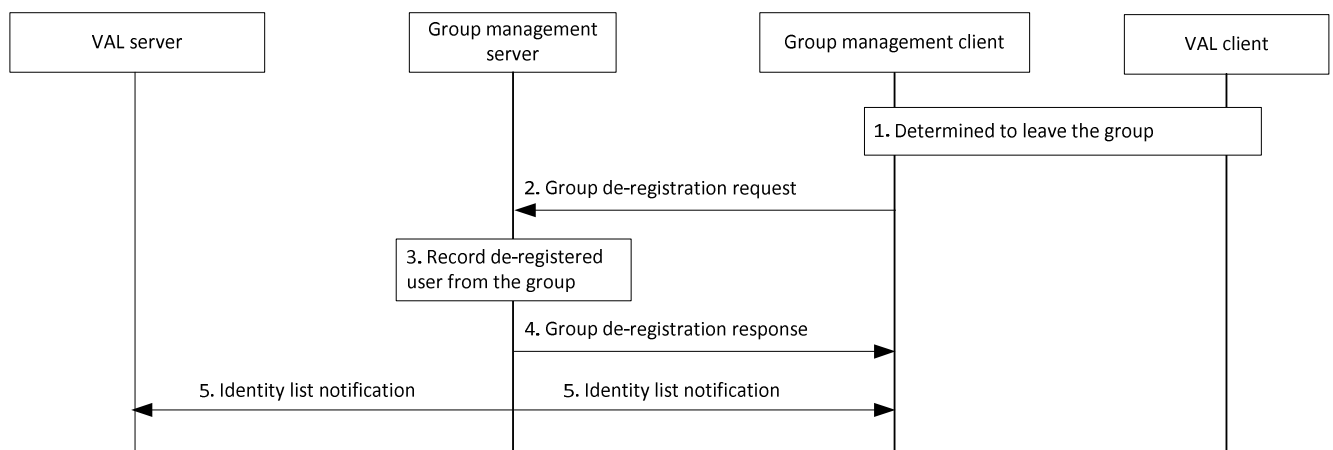 VAL server
Group management
server
Group management client
VAL client
1. Determined to leave the group
2. Group de-registration request
3. Record de-registered
user from the group
4. Group de-registration response
5. Identity list notification
5. Identity list notification